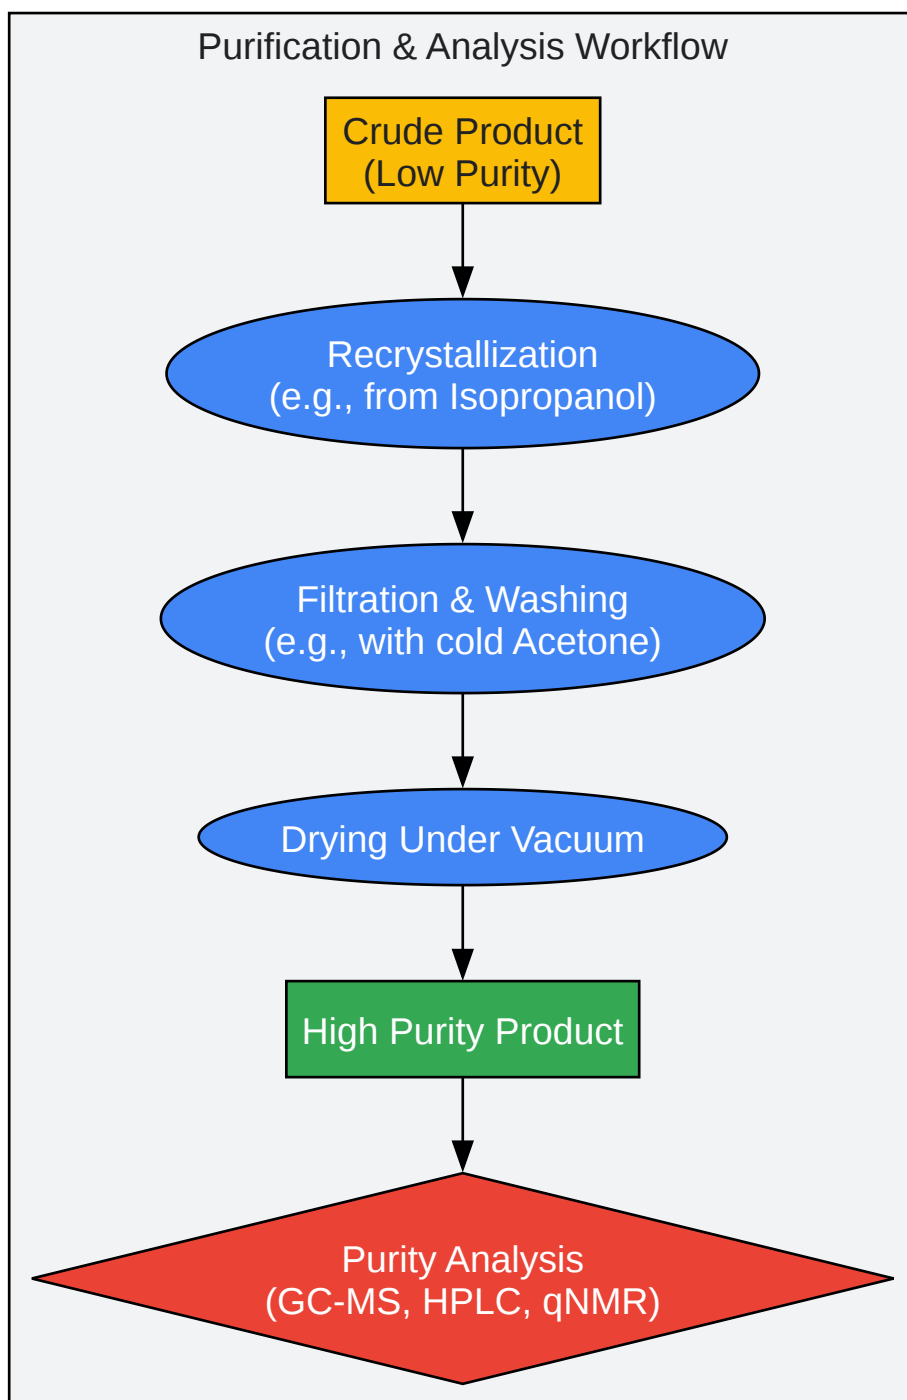 Purification & Analysis Workflow
Crude Product
(Low Purity)
Recrystallization
(e.g., from Isopropanol)
Filtration & Washing
(e.g., with cold Acetone)
Drying Under Vacuum
High Purity Product
Purity Analysis
(GC-MS, HPLC, qNMR)